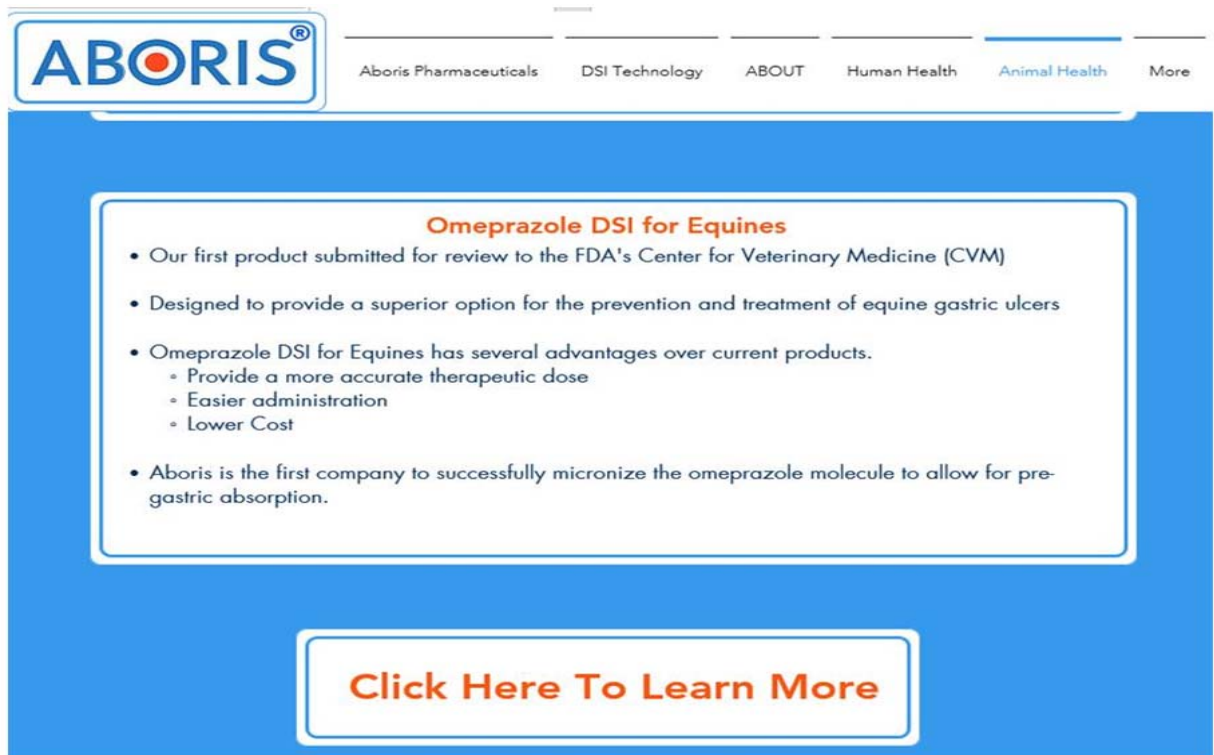 ABORIS®
Aboris Pharmaceuticals DSI Technology ABOUT Human Health Animal Health More
Omeprazole DSI for Equines
• Our first product submitted for review to the FDA's Center for Veterinary Medicine (CVM)
• Designed to provide a superior option for the prevention and treatment of equine gastric ulcers
• Omeprazole DSI for Equines has several advantages over current products.
◦ Provide a more accurate therapeutic dose
◦ Easier administration
◦ Lower Cost
• Aboris is the first company to successfully micronize the omeprazole molecule to allow for pre-
gastric absorption.
Click Here To Learn More